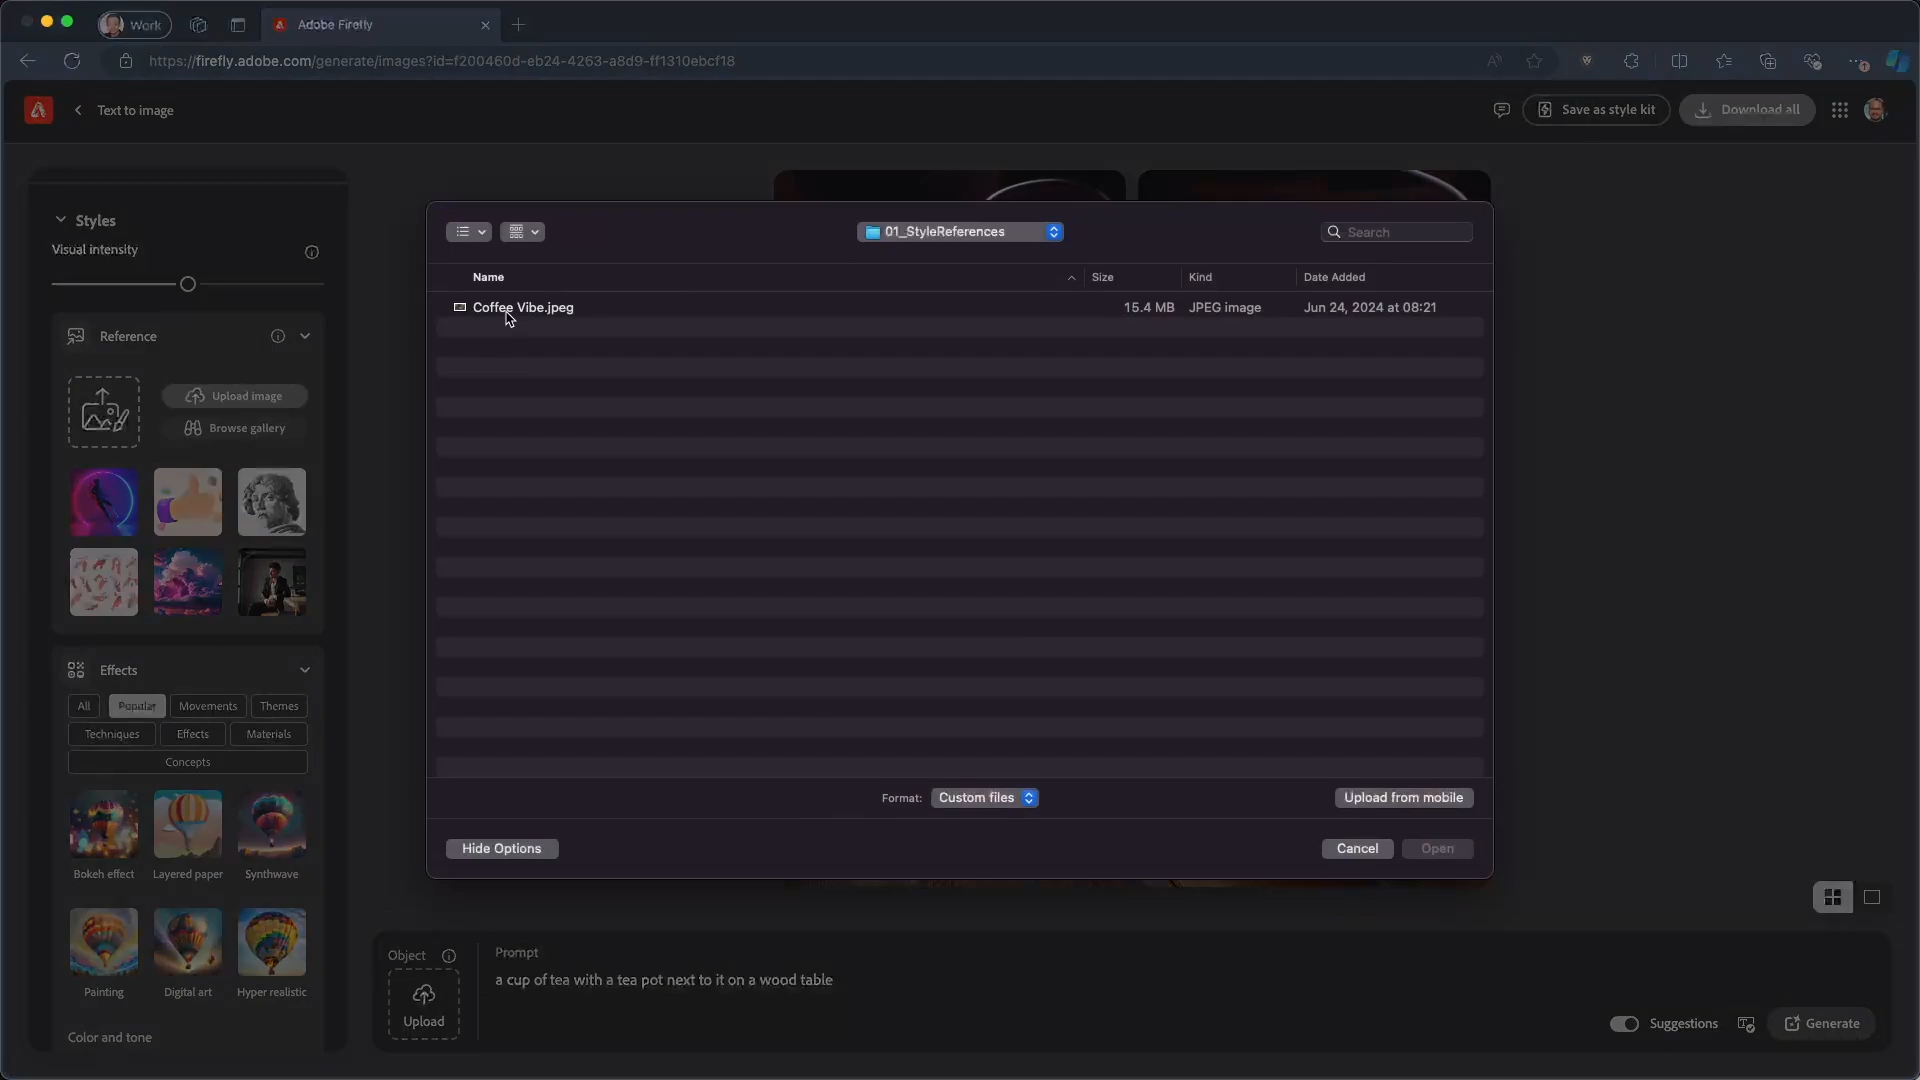 Work
Adobe Firefly
https://firefly.adobe.com/generate/images?id=f200460d-eb24-4263-a8d9-ff1310ebcf18
Text to image
Save as style kit
Download all
Styles
Visual intensity
Reference
Upload image
Browse gallery
Effects
All Popular Movements Themes
Techniques Effects Materials
Concepts
Bokeh effect Layered paper Synthwave
Painting Digital art Hyper realistic
Color and tone
01_StyleReferences
Search
Name Size Kind Date Added
Coffee Vibe.jpeg 15.4 MB JPEG image Jun 24, 2024 at 08:21
Format: Custom files
Upload from mobile
Hide Options
Cancel
Open
Object
Upload
Prompt
a cup of tea with a tea pot next to it on a wood table
Suggestions
Generate